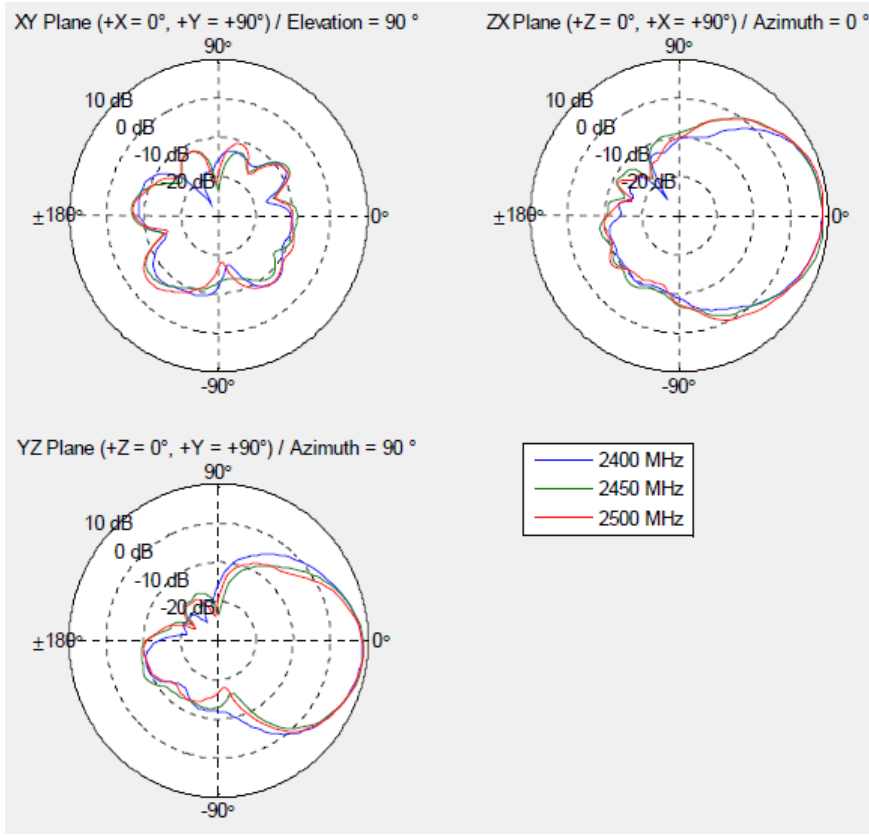 XY Plane (+X = 0°, +Y = +90°) / Elevation = 90 °
90°
10 dB
0 dB
-10 dB
-20 dB
±180°
0°
-90°
ZX Plane (+Z = 0°, +X = +90°) / Azimuth = 0 °
90°
10 dB
0 dB
-10 dB
-20 dB
±180°
0°
-90°
YZ Plane (+Z = 0°, +Y = +90°) / Azimuth = 90 °
90°
10 dB
0 dB
-10 dB
-20 dB
±180°
0°
-90°
2400 MHz
2450 MHz
2500 MHz